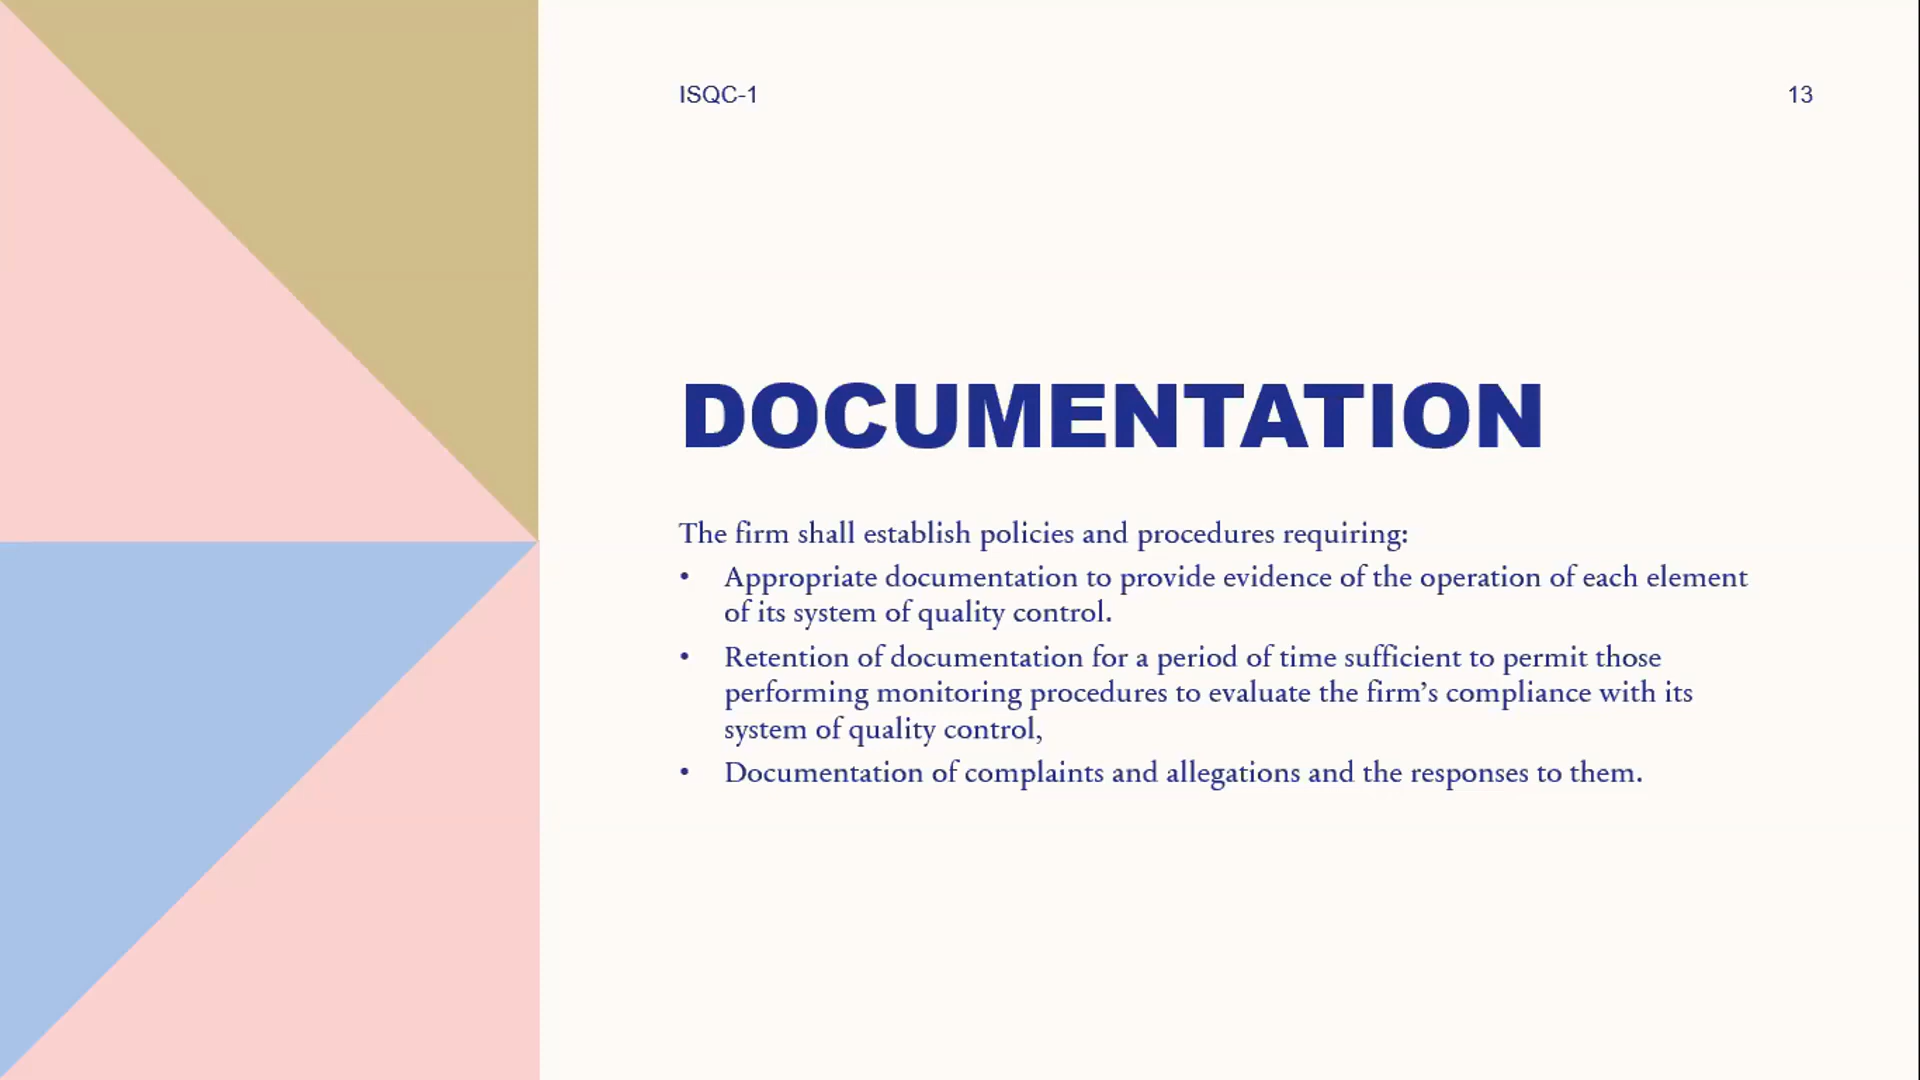 ISQC-1
13
DOCUMENTATION
The firm shall establish policies and procedures requiring:
• Appropriate documentation to provide evidence of the operation of each element
of its system of quality control.
• Retention of documentation for a period of time sufficient to permit those
performing monitoring procedures to evaluate the firm’s compliance with its
system of quality control,
• Documentation of complaints and allegations and the responses to them.